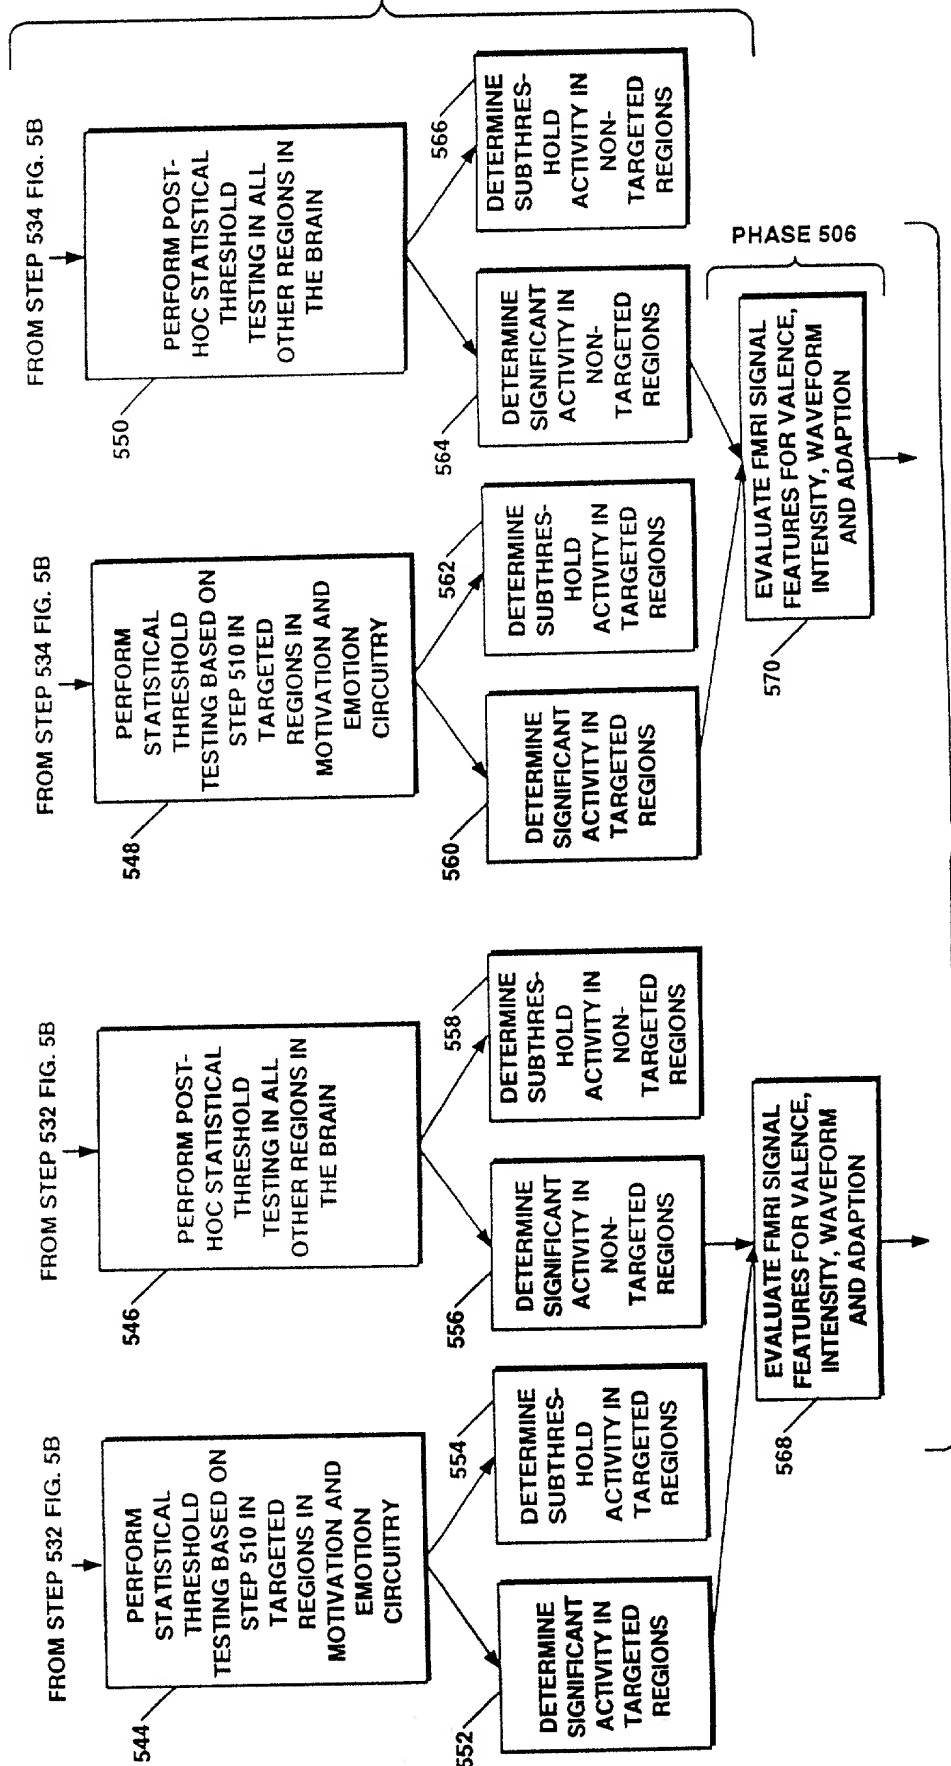 FROM STEP 532 FIG. 5B
PERFORM
STATISTICAL
THRESHOLD
TESTING BASED ON
STEP 510 IN
TARGETED
REGIONS IN
MOTIVATION AND
EMOTION
CIRCUITRY
544
FROM STEP 532 FIG. 5B
PERFORM POST-
HOC STATISTICAL
THRESHOLD
TESTING IN ALL
OTHER REGIONS IN
THE BRAIN
546
FROM STEP 534 FIG. 5B
PERFORM
STATISTICAL
THRESHOLD
TESTING BASED ON
STEP 510 IN
TARGETED
REGIONS IN
MOTIVATION AND
EMOTION
CIRCUITRY
548
FROM STEP 534 FIG. 5B
PERFORM POST-
HOC STATISTICAL
THRESHOLD
TESTING IN ALL
OTHER REGIONS IN
THE BRAIN
550
552
DETERMINE
SIGNIFICANT
ACTIVITY IN
TARGETED
REGIONS
554
DETERMINE
SUBTHRES-
HOLD
ACTIVITY IN
TARGETED
REGIONS
556
DETERMINE
SIGNIFICANT
ACTIVITY IN
NON-
TARGETED
REGIONS
558
DETERMINE
SUBTHRES-
HOLD
ACTIVITY IN
NON-
TARGETED
REGIONS
560
DETERMINE
SIGNIFICANT
ACTIVITY IN
TARGETED
REGIONS
562
DETERMINE
SUBTHRES-
HOLD
ACTIVITY IN
TARGETED
REGIONS
564
DETERMINE
SIGNIFICANT
ACTIVITY IN
NON-
TARGETED
REGIONS
566
DETERMINE
SUBTHRES-
HOLD
ACTIVITY IN
NON-
TARGETED
REGIONS
PHASE 506
EVALUATE FMRI SIGNAL
FEATURES FOR VALENCE,
INTENSITY, WAVEFORM
AND ADAPTION
568
EVALUATE FMRI SIGNAL
FEATURES FOR VALENCE,
INTENSITY, WAVEFORM
AND ADAPTION
570